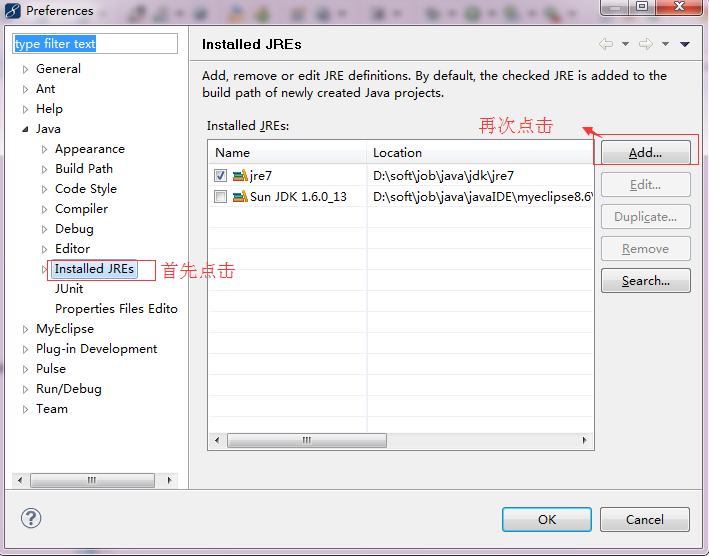 Preferences
type filter text
General
Ant
Help
Java
Appearance
Build Path
Code Style
Compiler
Debug
Editor
Installed JREs
首先点击
JUnit
Properties Files Edito
MyEclipse
Plug-in Development
Pulse
Run/Debug
Team
Installed JREs
Add, remove or edit JRE definitions. By default, the checked JRE is added to the
build path of newly created Java projects.
再次点击
Installed JREs:
Name Location
jre7 D:\soft\job\java\jdk\jre7
Sun JDK 1.6.0_13 D:\soft\job\java\javaIDE\myeclipse8.6\
Add...
Edit...
Duplicate...
Remove
Search...
OK Cancel